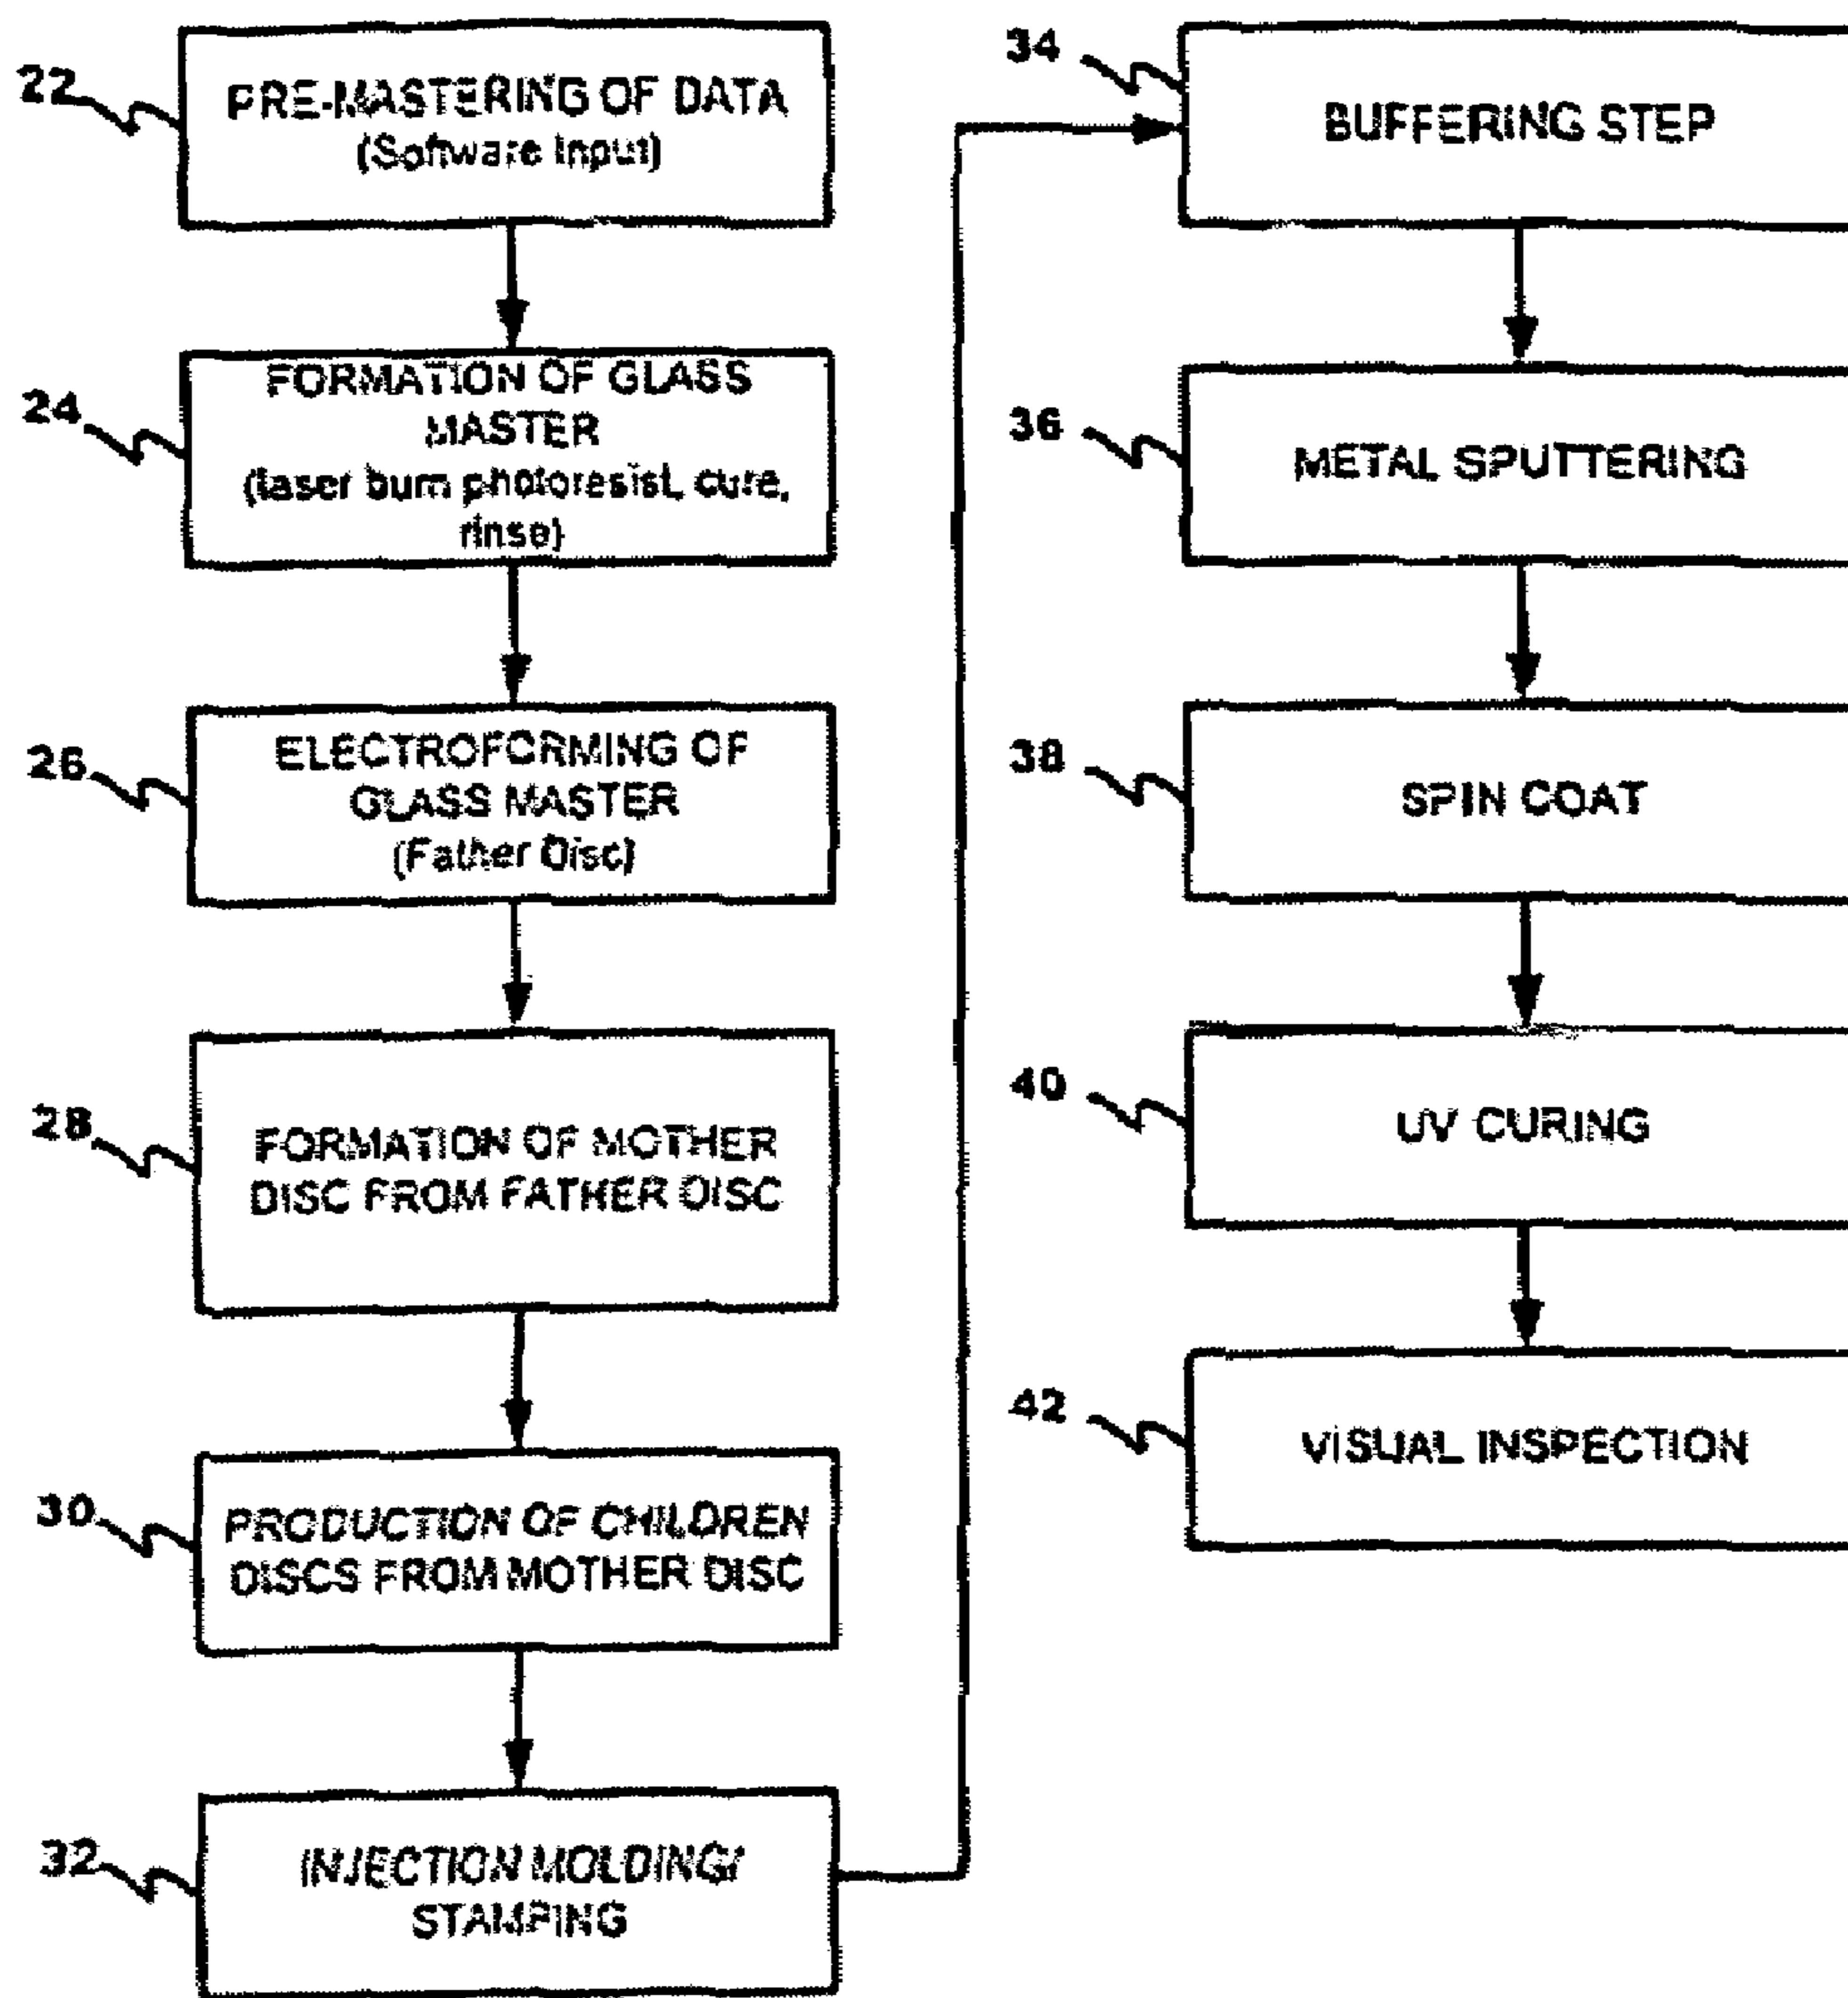 22
PRE-MASTERING OF DATA
(Software Input)
24
FORMATION OF GLASS
MASTER
(laser burn photoresist, cure,
rinse)
26
ELECTROFORMING OF
GLASS MASTER
(Father Disc)
28
FORMATION OF MOTHER
DISC FROM FATHER DISC
30
PRODUCTION OF CHILDREN
DISCS FROM MOTHER DISC
32
INJECTION MOLDING/
STAMPING
34
BUFFERING STEP
36
METAL SPUTTERING
38
SPIN COAT
40
UV CURING
42
VISUAL INSPECTION